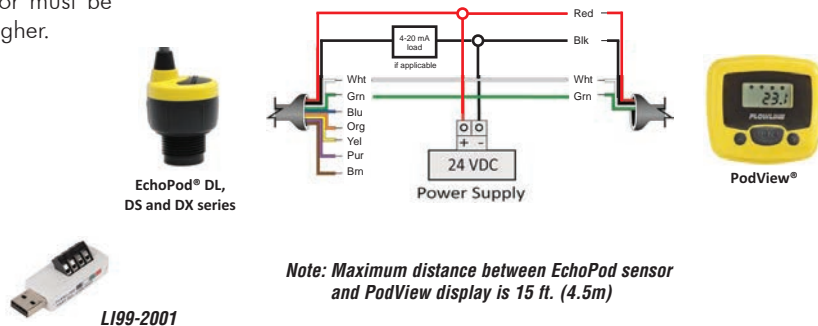 or must be
gher.
Red
4-20 mA
load
if applicable
Blk
Wht
Wht
Grn
Grn
Blu
Org
Yel
Pur
Brn
+ -
24 VDC
Power Supply
EchoPod® DL,
DS and DX series
23.1
FLOWLINE
PodView®
Note: Maximum distance between EchoPod sensor
and PodView display is 15 ft. (4.5m)
LI99-2001